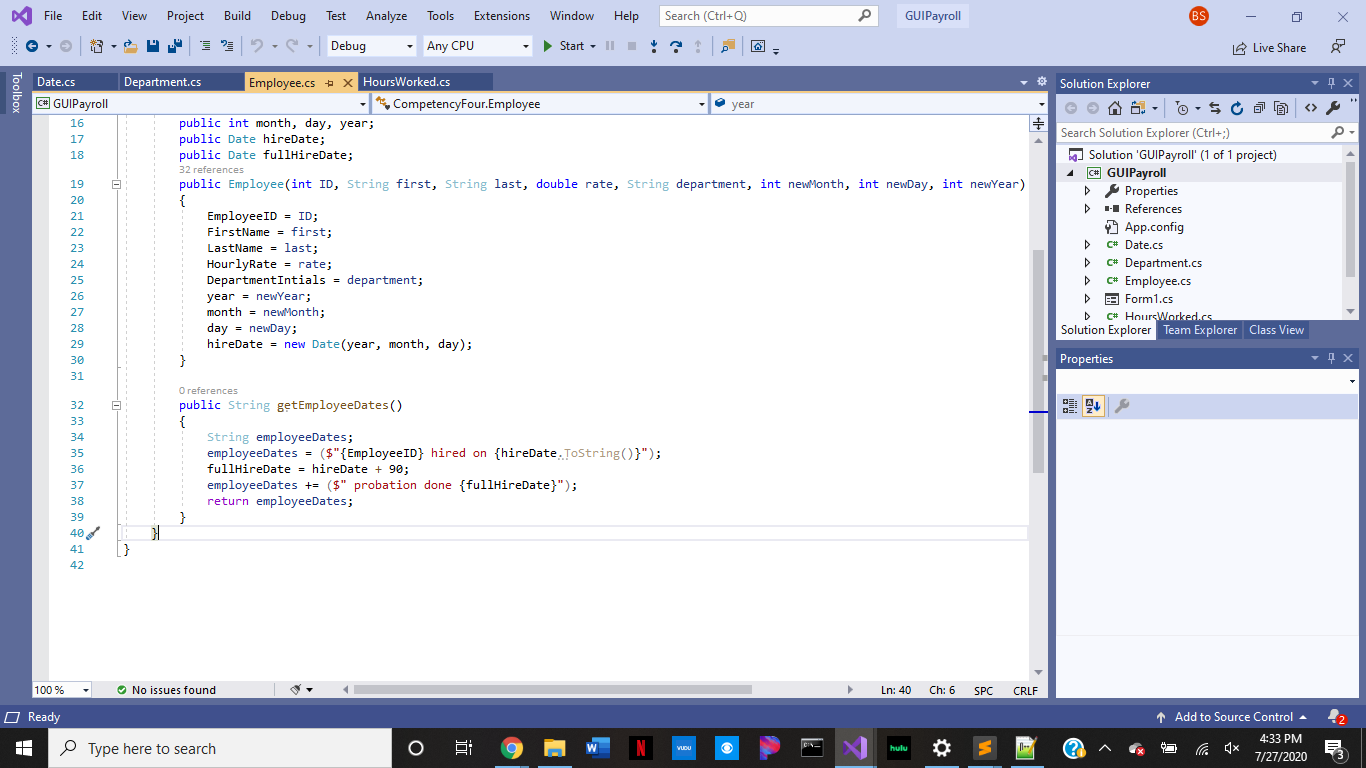 File Edit View Project Build Debug Test Analyze Tools Extensions Window Help Search (Ctrl+Q) GUIPayroll BS
Debug Any CPU Start Live Share
Toolbox
Date.cs Department.cs Employee.cs HoursWorked.cs
C# GUIPayroll CompetencyFour.Employee year
16 public int month, day, year;
17 public Date hireDate;
18 public Date fullHireDate;
32 references
19 public Employee(int ID, String first, String last, double rate, String department, int newMonth, int newDay, int newYear)
20 {
21 EmployeeID = ID;
22 FirstName = first;
23 LastName = last;
24 HourlyRate = rate;
25 DepartmentIntials = department;
26 year = newYear;
27 month = newMonth;
28 day = newDay;
29 hireDate = new Date(year, month, day);
30 }
31
0 references
32 public String getEmployeeDates()
33 {
34 String employeeDates;
35 employeeDates = ($"{EmployeeID} hired on {hireDate.ToString()}");
36 fullHireDate = hireDate + 90;
37 employeeDates += ($" probation done {fullHireDate}");
38 return employeeDates;
39 }
40 }
41 }
42
100 % No issues found Ln: 40 Ch: 6 SPC CRLF
Solution Explorer
Search Solution Explorer (Ctrl+;)
Solution 'GUIPayroll' (1 of 1 project)
C# GUIPayroll
Properties
References
App.config
C# Date.cs
C# Department.cs
C# Employee.cs
Form1.cs
C# HoursWorked.cs
Solution Explorer Team Explorer Class View
Properties
Ready Add to Source Control 2
Type here to search
W N VUDU hulu S
4:33 PM
7/27/2020
3